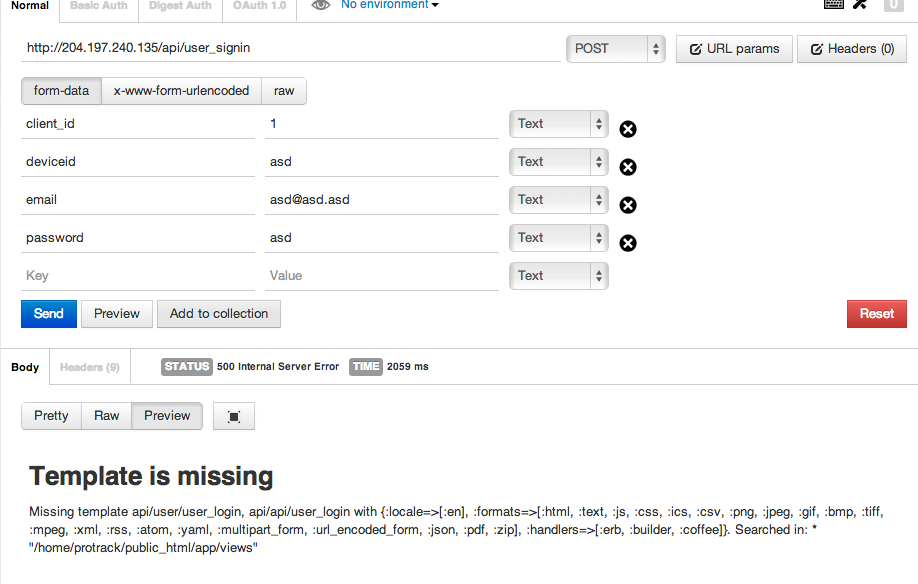 Normal Basic Auth Digest Auth OAuth 1.0 No environment 0
http://204.197.240.135/api/user_signin POST URL params Headers (0)
form-data x-www-form-urlencoded raw
client_id 1 Text
deviceid asd Text
email asd@asd.asd Text
password asd Text
Key Value Text
Send Preview Add to collection Reset
Body Headers (9) STATUS 500 Internal Server Error TIME 2059 ms
Pretty Raw Preview
Template is missing
Missing template api/user/user_login, api/api/user_login with {:locale=>[:en], :formats=>[:html, :text, :js, :css, :ics, :csv, :png, :jpeg, :gif, :bmp, :tiff,
:mpeg, :xml, :rss, :atom, :yaml, :multipart_form, :url_encoded_form, :json, :pdf, :zip], :handlers=>[:erb, :builder, :coffee]}. Searched in: *
"/home/protrack/public_html/app/views"